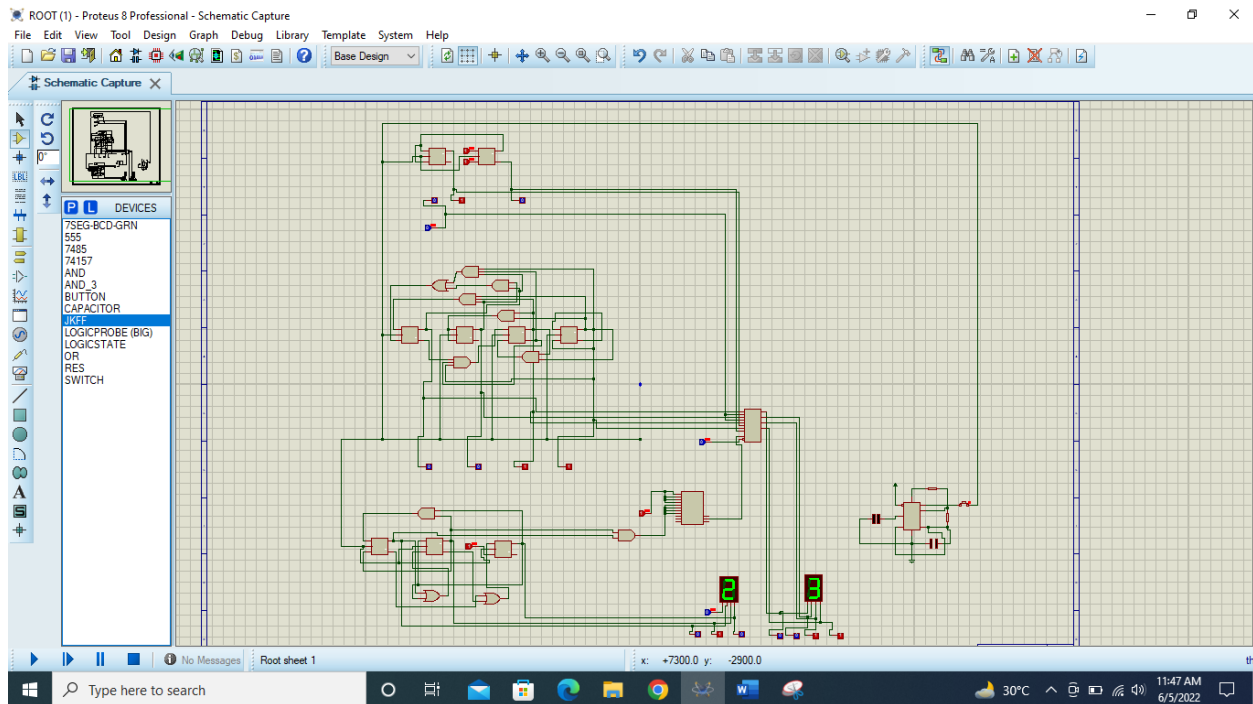 ROOT (1) - Proteus 8 Professional - Schematic Capture
File Edit View Tool Design Graph Debug Library Template System Help
Base Design
Schematic Capture
0°
LBL
P L DEVICES
7SEG-BCD-GRN
555
7485
74157
AND
AND_3
BUTTON
CAPACITOR
JKFF
LOGICPROBE (BIG)
LOGICSTATE
OR
RES
SWITCH
A
S
2 3
No Messages Root sheet 1 x: +7300.0 y: -2900.0 th
Type here to search 30°C 11:47 AM
6/5/2022